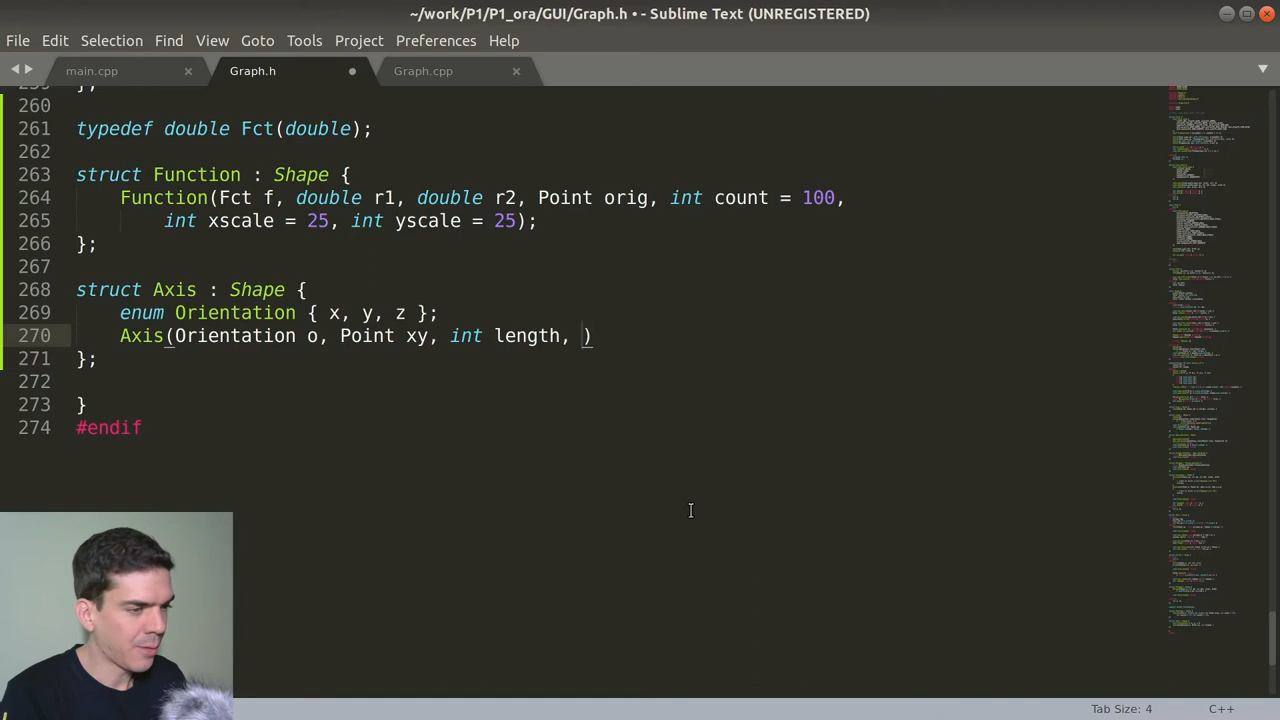 ~/work/P1/P1_ora/GUI/Graph.h • - Sublime Text (UNREGISTERED)
File Edit Selection Find View Goto Tools Project Preferences Help
main.cpp Graph.h Graph.cpp
260
261 typedef double Fct(double);
262
263 struct Function : Shape {
264 Function(Fct f, double r1, double r2, Point orig, int count = 100,
265 int xscale = 25, int yscale = 25);
266 };
267
268 struct Axis : Shape {
269 enum Orientation { x, y, z };
270 Axis(Orientation o, Point xy, int length, )
271 };
272
273 }
274 #endif
Tab Size: 4 C++